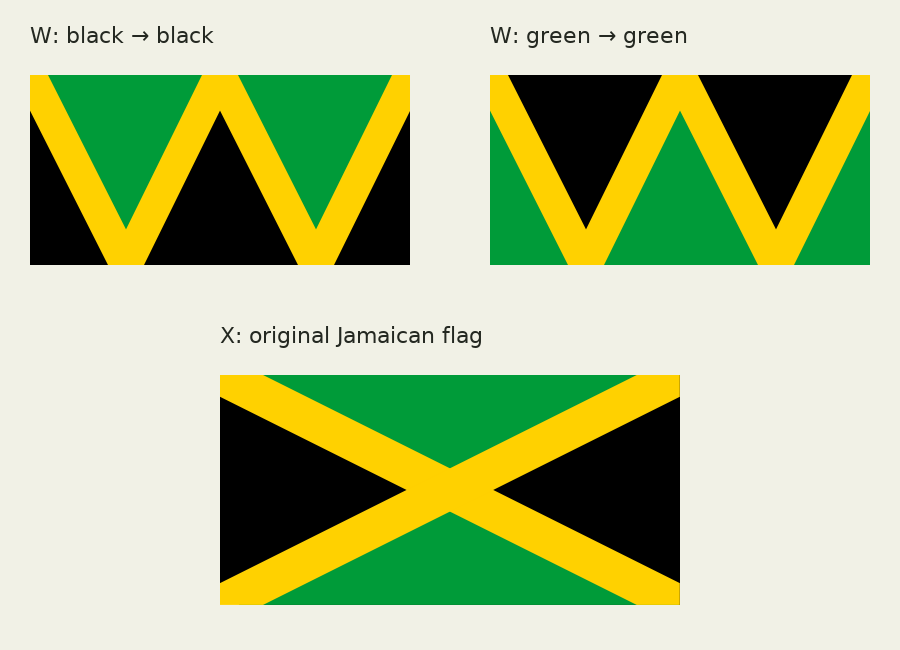 W: black → black
W: green → green
X: original Jamaican flag